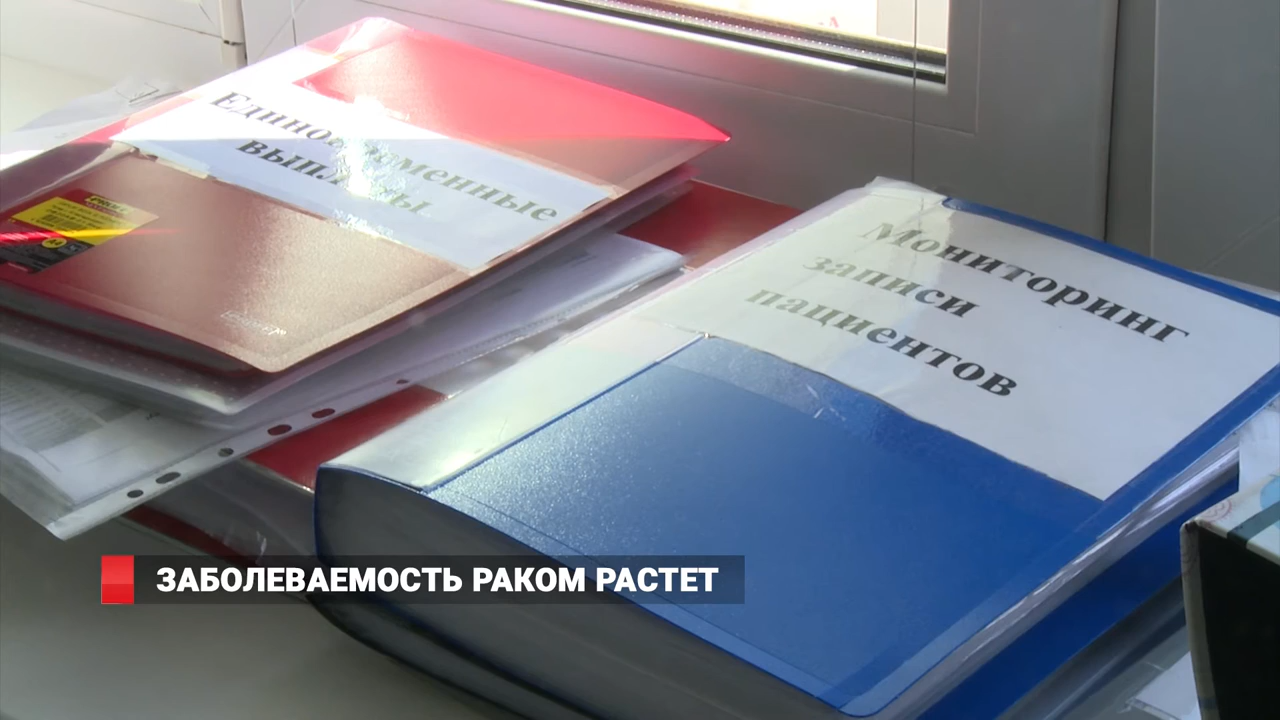 Единовременные
выплаты
Мониторинг
записи
пациентов
ЗАБОЛЕВАЕМОСТЬ РАКОМ РАСТЕТ